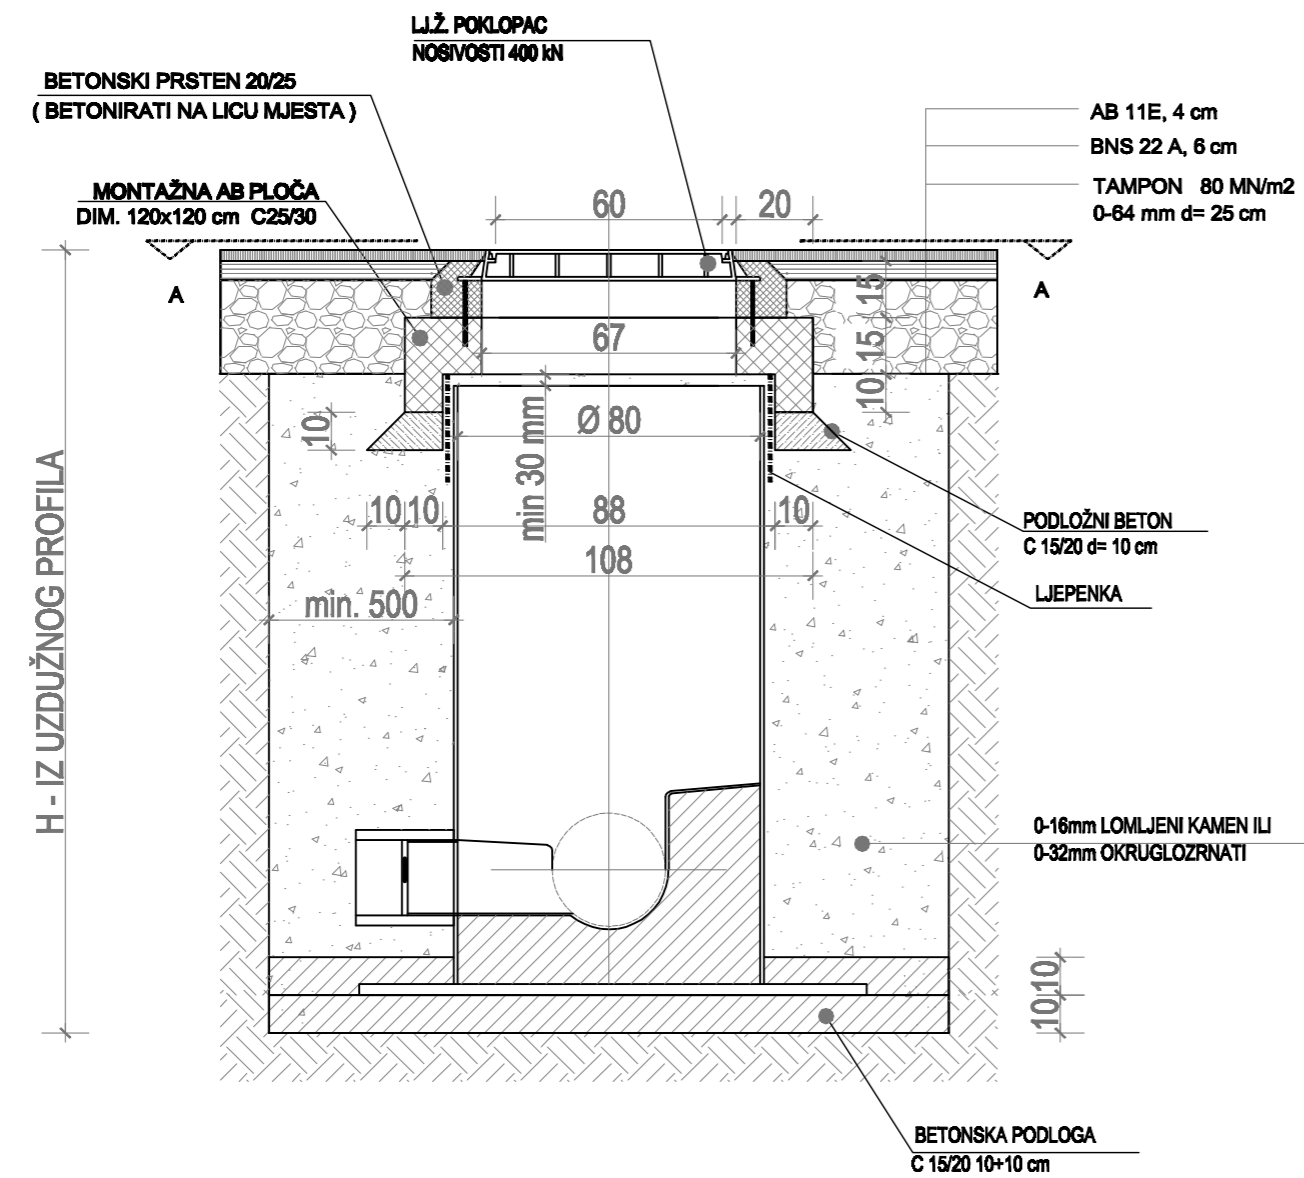 LJ.Ž. POKLOPAC
NOSIVOSTI 400 kN
BETONSKI PRSTEN 20/25
( BETONIRATI NA LICU MJESTA )
MONTAŽNA AB PLOČA
DIM. 120x120 cm C25/30
AB 11E, 4 cm
BNS 22 A, 6 cm
TAMPON 80 MN/m2
0-64 mm d= 25 cm
60
20
A
A
15
15
10
67
Ø 80
10
min 30 mm
10
10
88
10
108
min. 500
PODLOŽNI BETON
C 15/20 d= 10 cm
LJEPENKA
H - IZ UZDUŽNOG PROFILA
0-16mm LOMLJENI KAMEN ILI
0-32mm OKRUGLOZRNATI
10
10
BETONSKA PODLOGA
C 15/20 10+10 cm